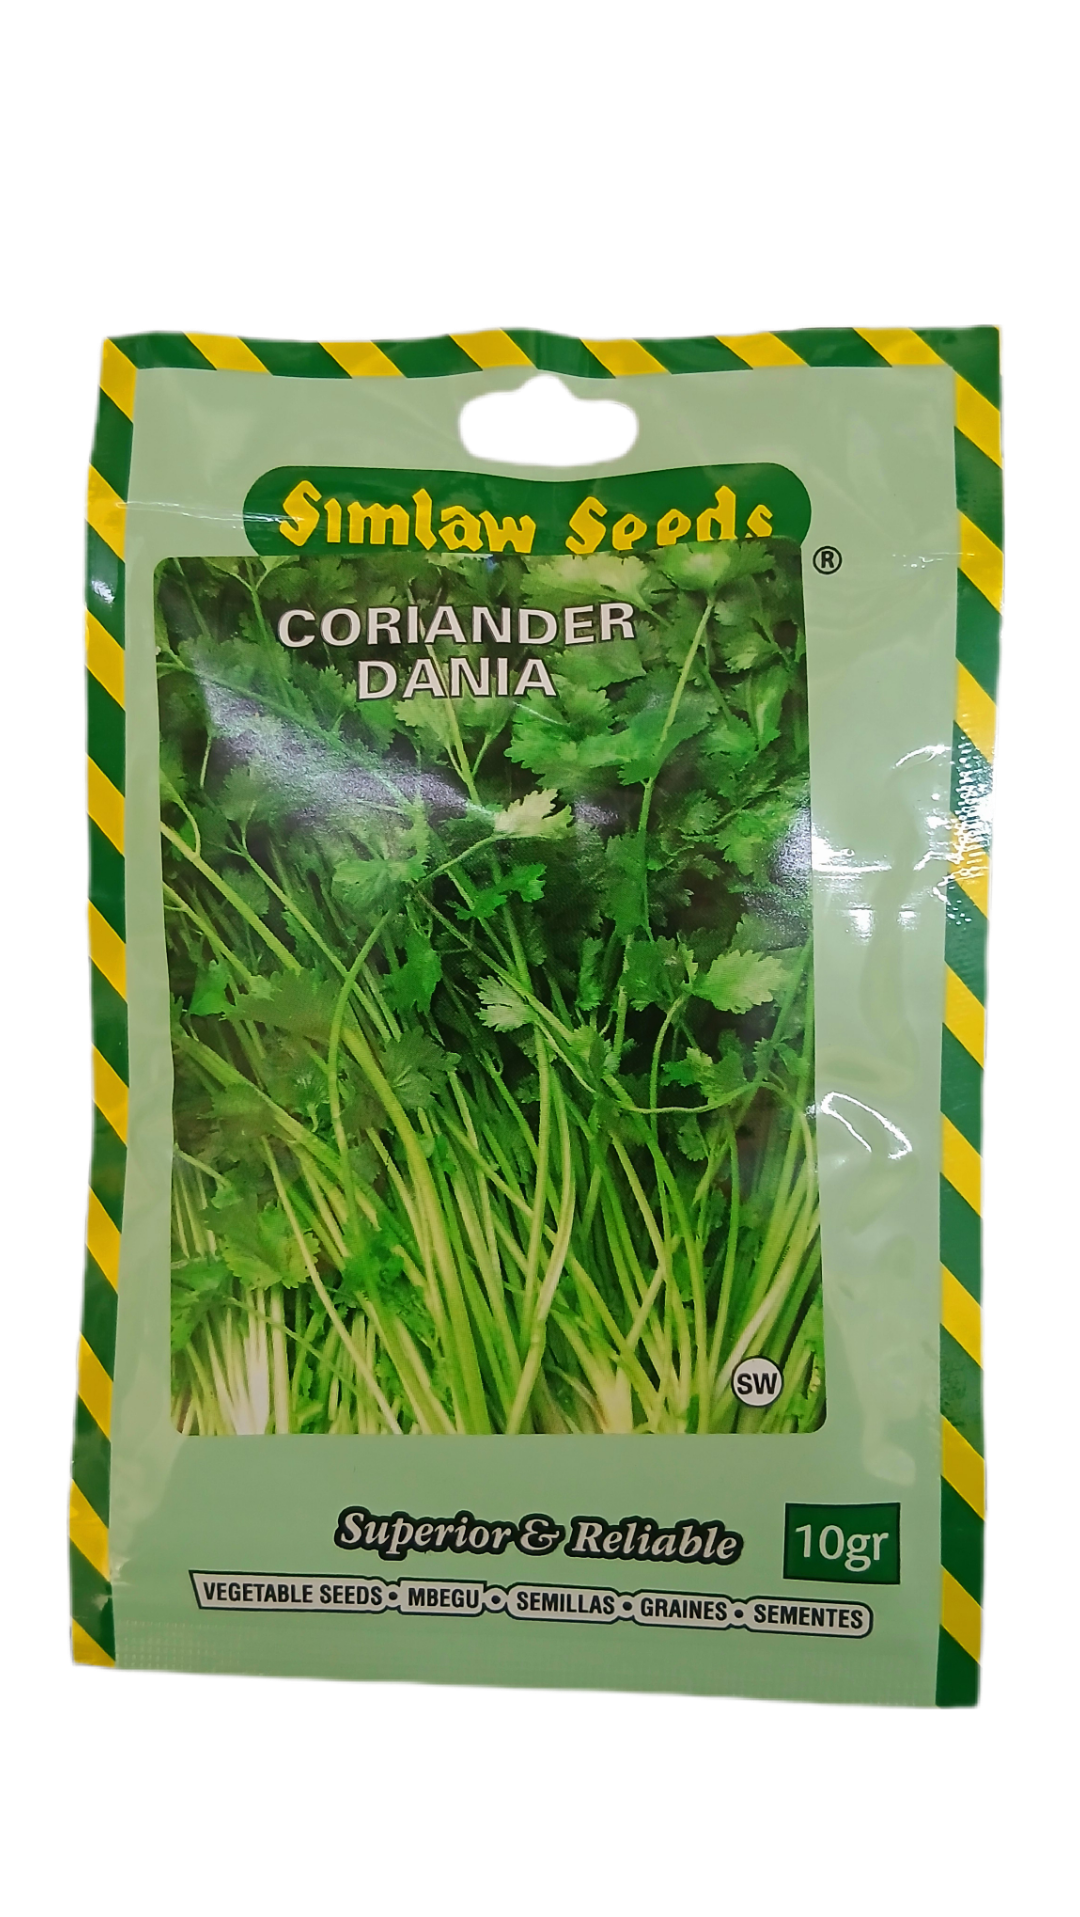 Simlaw Seeds
®
CORIANDER
DANIA
SW
Superior & Reliable
10gr
VEGETABLE SEEDS • MBEGU • SEMILLAS • GRAINES • SEMENTES